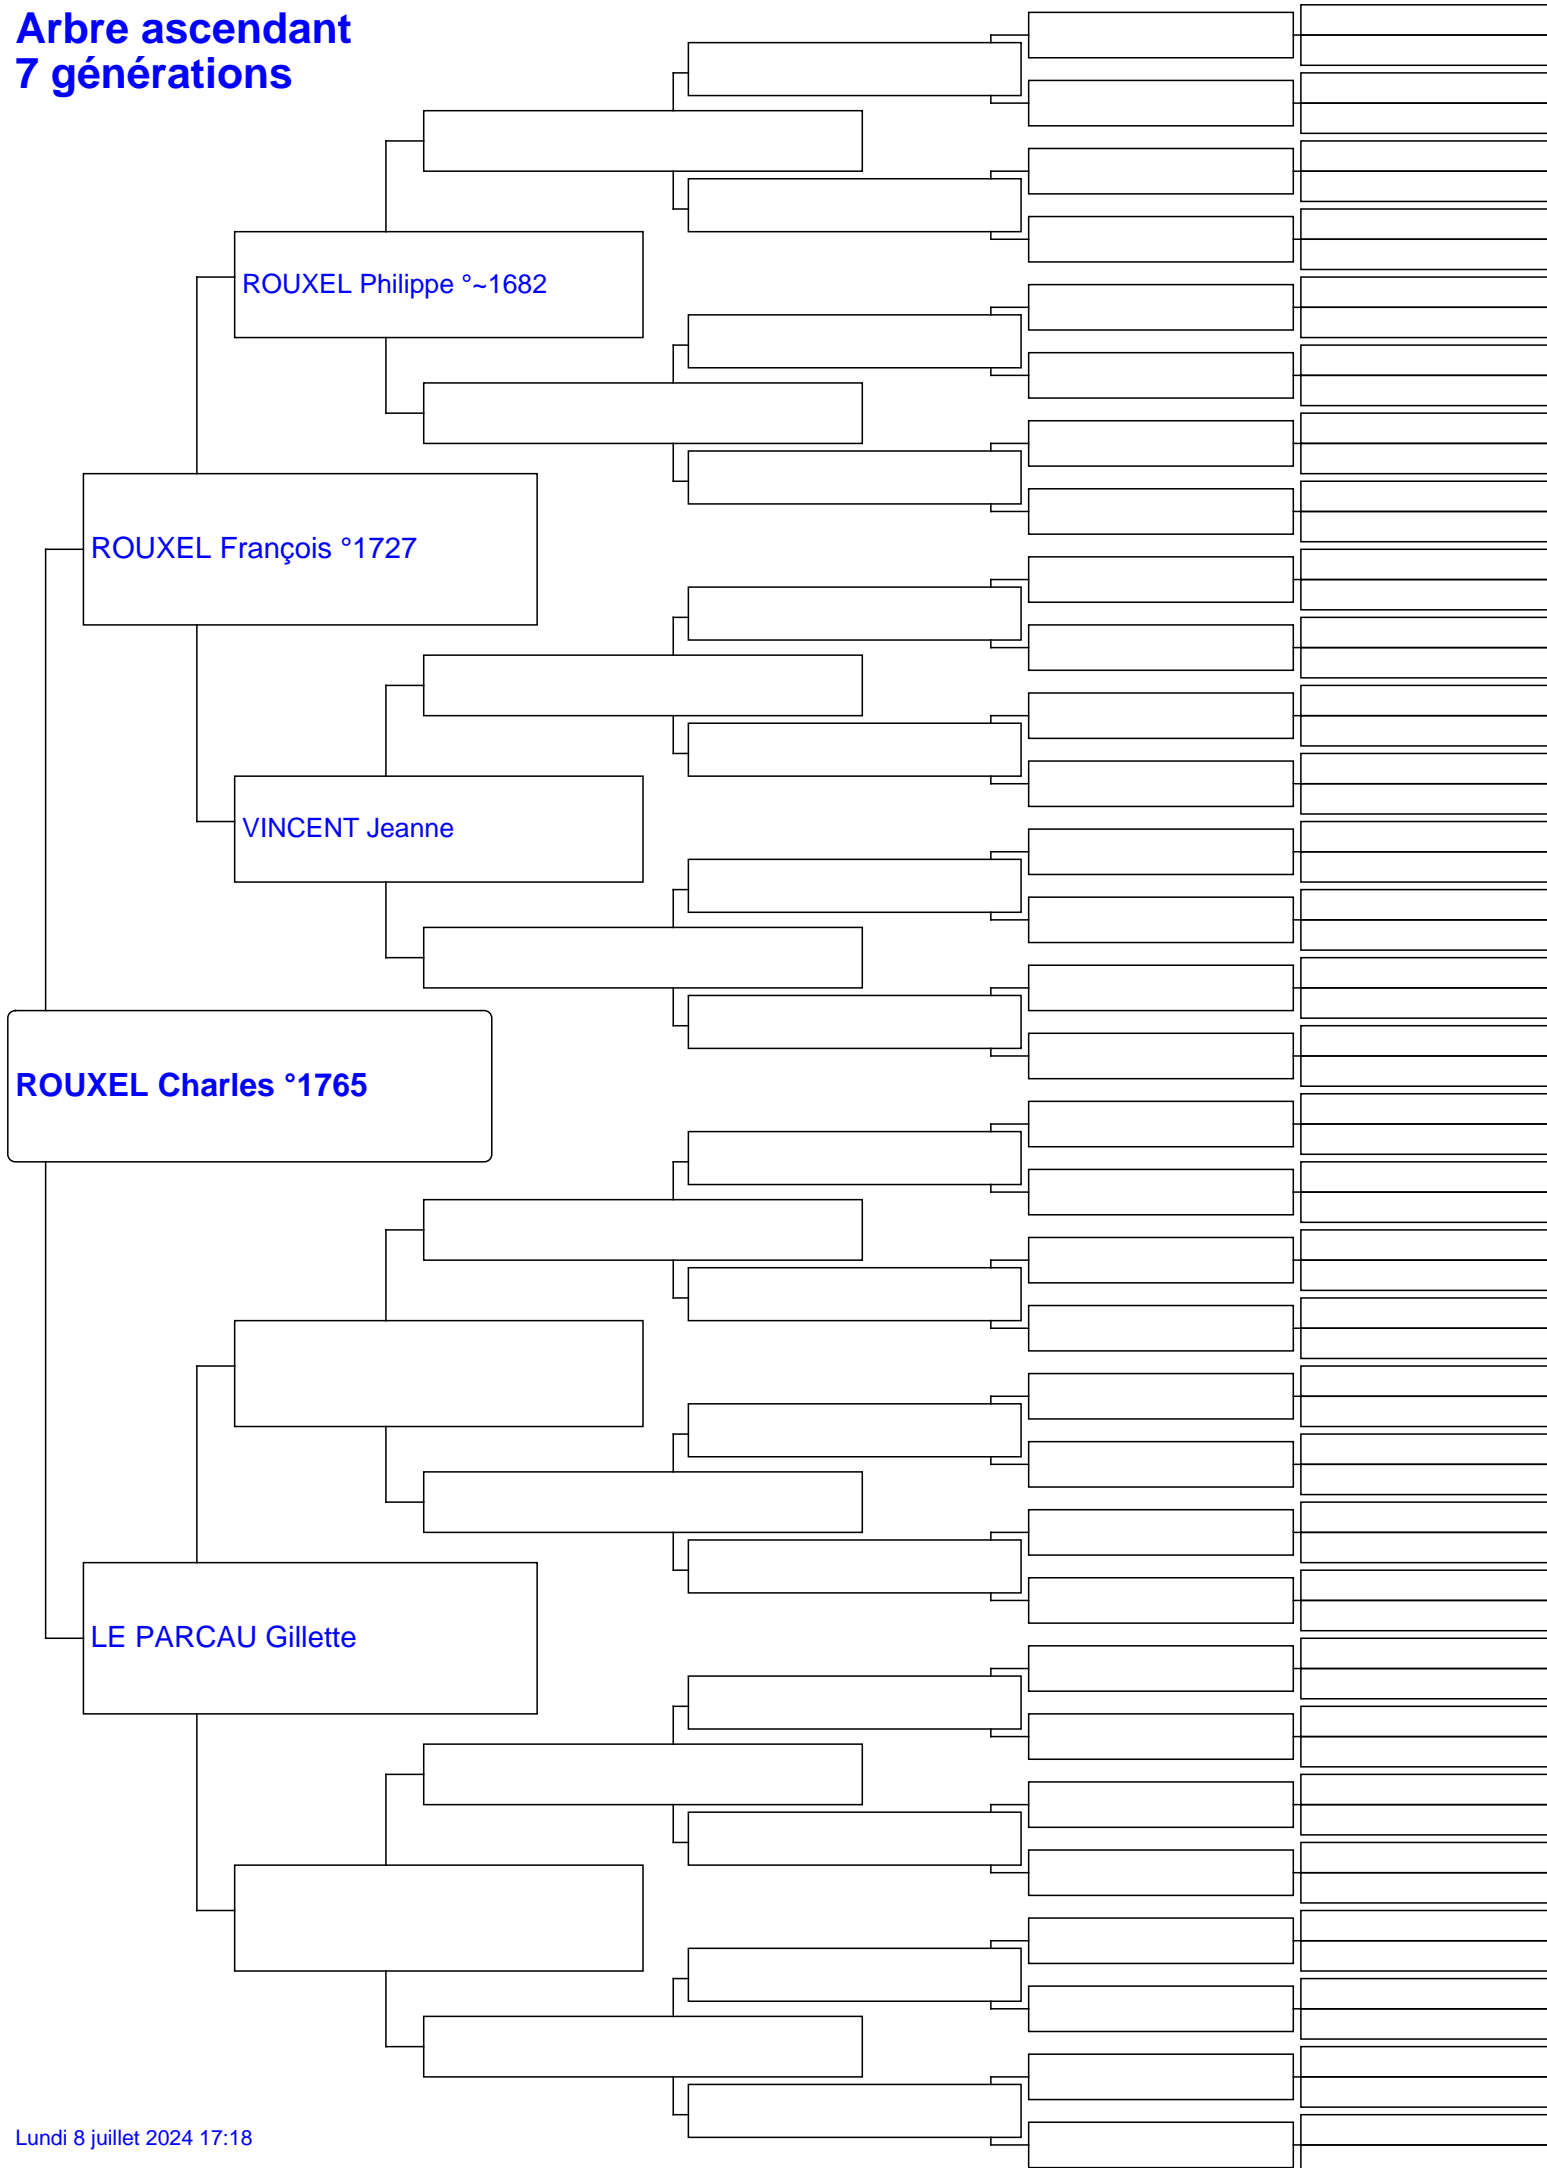 Arbre ascendant
7 générations
ROUXEL Philippe °~1682
ROUXEL François °1727
VINCENT Jeanne
ROUXEL Charles °1765
LE PARCAU Gillette
Lundi 8 juillet 2024 17:18